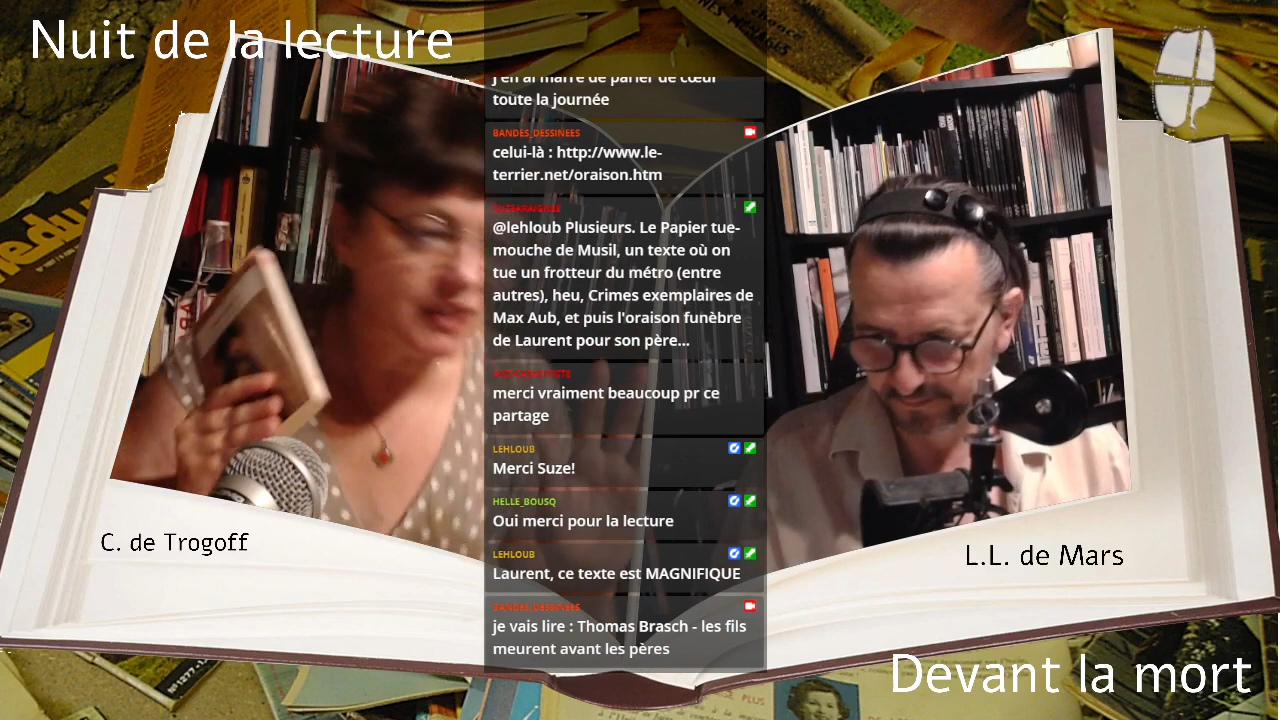 Nuit de la lecture
j'en ai marre de parler de cœur
toute la journée
BANDES_DESSINEES
celui-là : http://www.le-
terrier.net/oraison.htm
@lehloub Plusieurs. Le Papier tue-
mouche de Musil, un texte où on
tue un frotteur du métro (entre
autres), heu, Crimes exemplaires de
Max Aub, et puis l'oraison funèbre
de Laurent pour son père...
merci vraiment beaucoup pr ce
partage
LEHLOUB
Merci Suze!
HELLE_BOUSQ
Oui merci pour la lecture
LEHLOUB
Laurent, ce texte est MAGNIFIQUE
BANDES_DESSINEES
je vais lire : Thomas Brasch - les fils
meurent avant les pères
C. de Trogoff
L.L. de Mars
Devant la mort